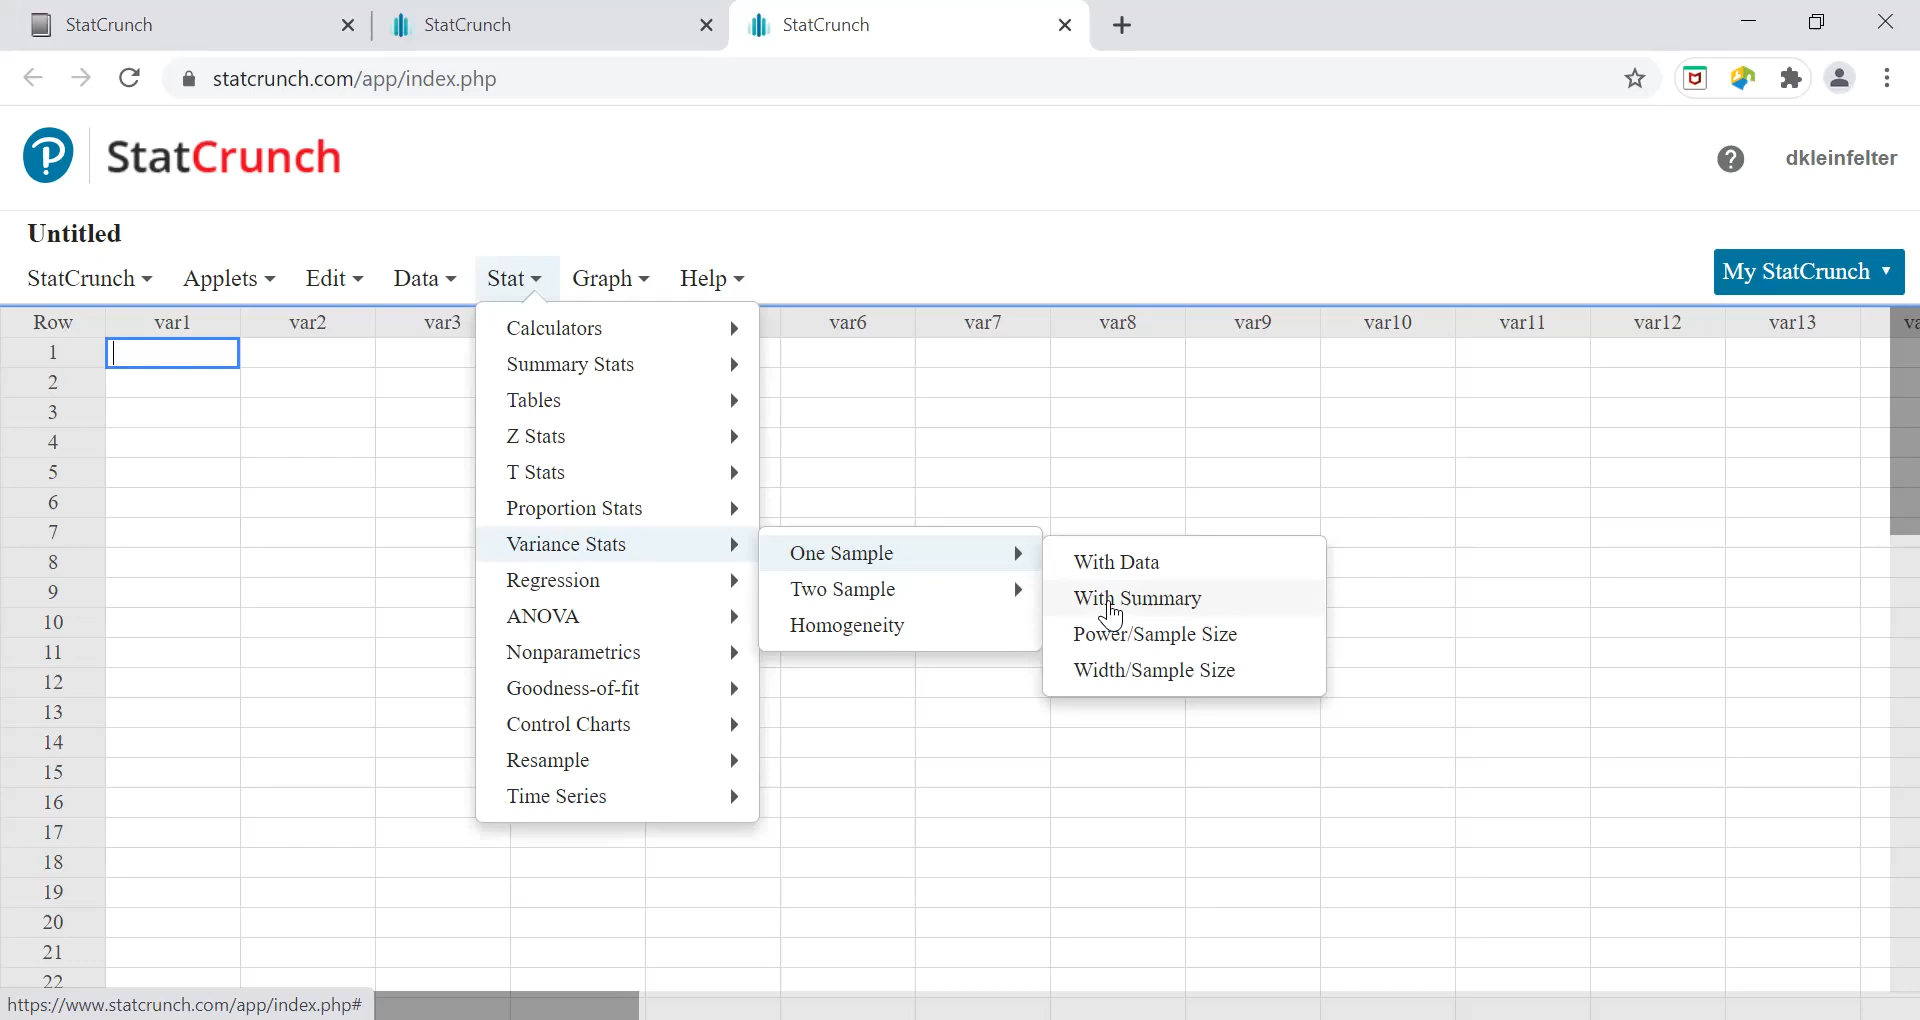 StatCrunch StatCrunch StatCrunch
statcrunch.com/app/index.php
P StatCrunch ? dkleinfelter
Untitled
StatCrunch Applets Edit Data Stat Graph Help My StatCrunch
Row var1 var2 var3 var6 var7 var8 var9 var10 var11 var12 var13 va
1
2
3
4
5
6
7
8
9
10
11
12
13
14
15
16
17
18
19
20
21
22
Calculators
Summary Stats
Tables
Z Stats
T Stats
Proportion Stats
Variance Stats
Regression
ANOVA
Nonparametrics
Goodness-of-fit
Control Charts
Resample
Time Series
One Sample
Two Sample
Homogeneity
With Data
With Summary
Power/Sample Size
Width/Sample Size
https://www.statcrunch.com/app/index.php#